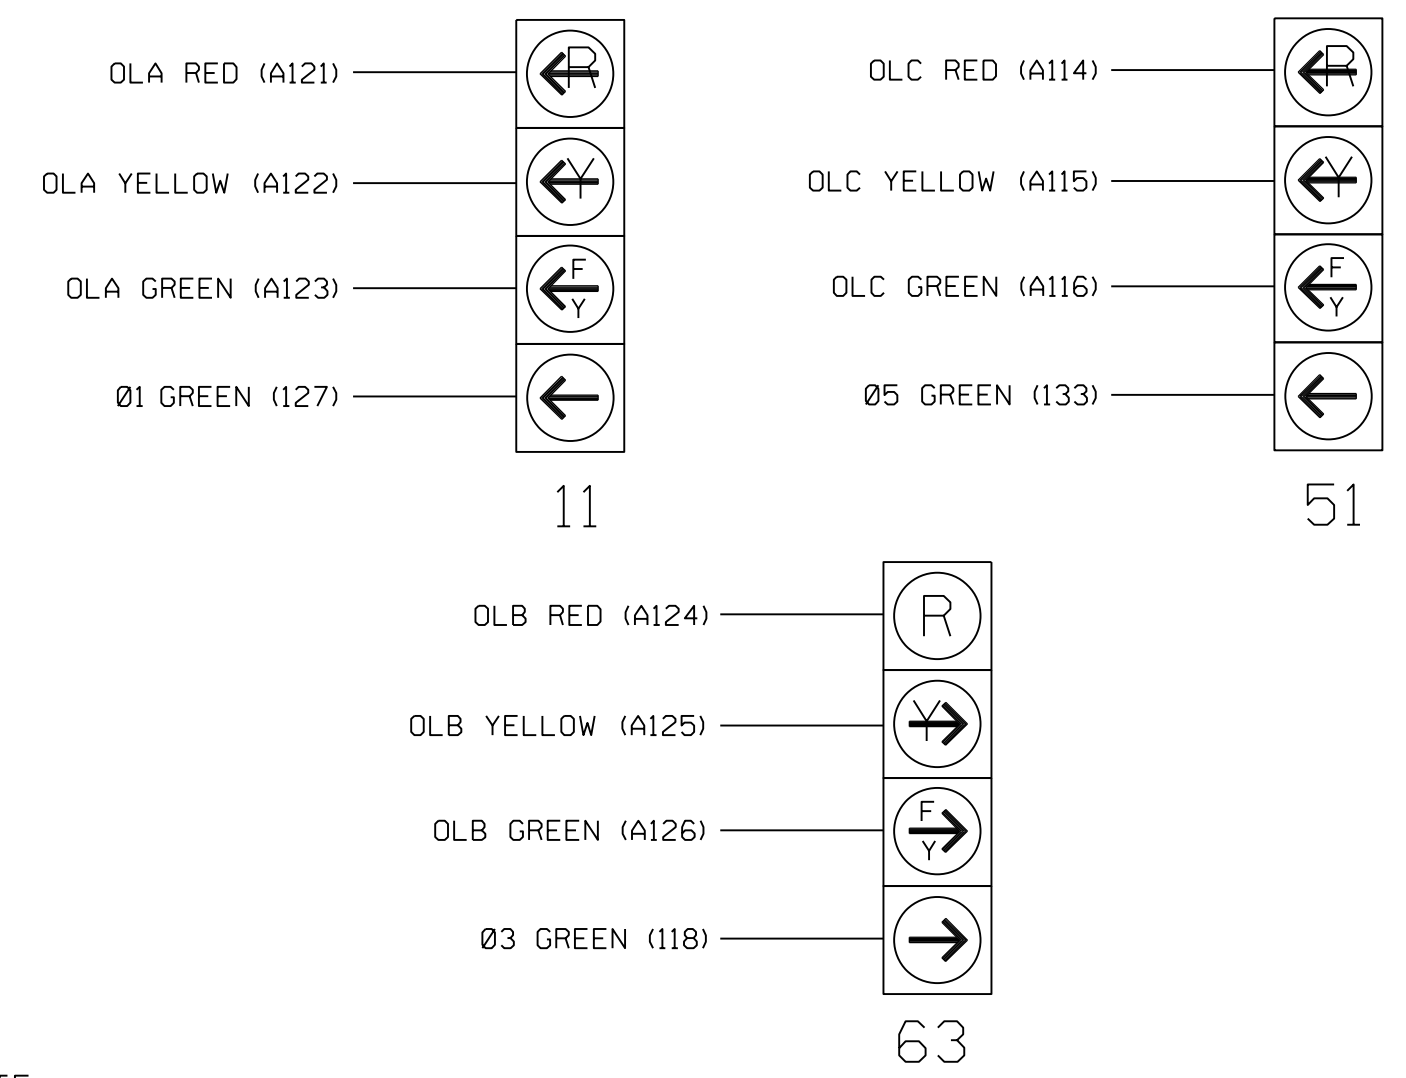 OLA RED (A121)
R
OLA YELLOW (A122)
Y
OLA GREEN (A123)
F
Y
Ø1 GREEN (127)
11
OLC RED (A114)
R
OLC YELLOW (A115)
Y
OLC GREEN (A116)
F
Y
Ø5 GREEN (133)
51
OLB RED (A124)
R
OLB YELLOW (A125)
Y
OLB GREEN (A126)
F
Y
Ø3 GREEN (118)
63